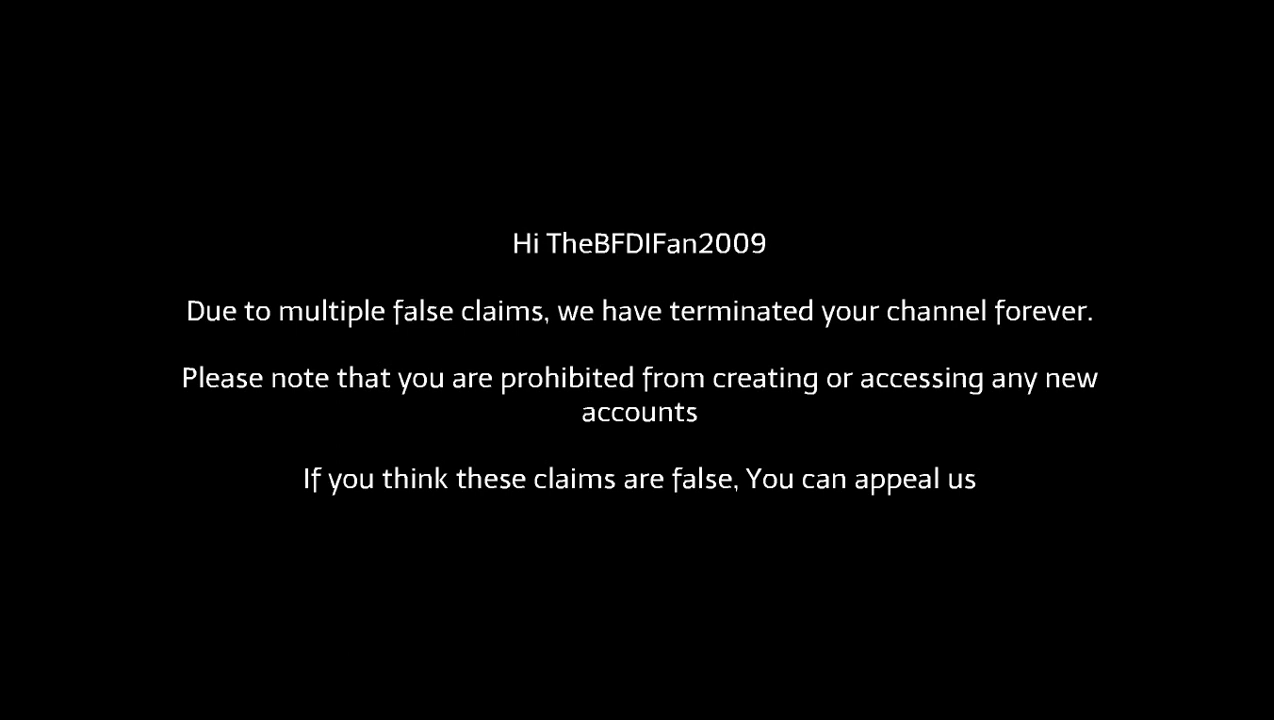 Hi TheBFDIFan2009
Due to multiple false claims, we have terminated your channel forever.
Please note that you are prohibited from creating or accessing any new
accounts
If you think these claims are false, You can appeal us